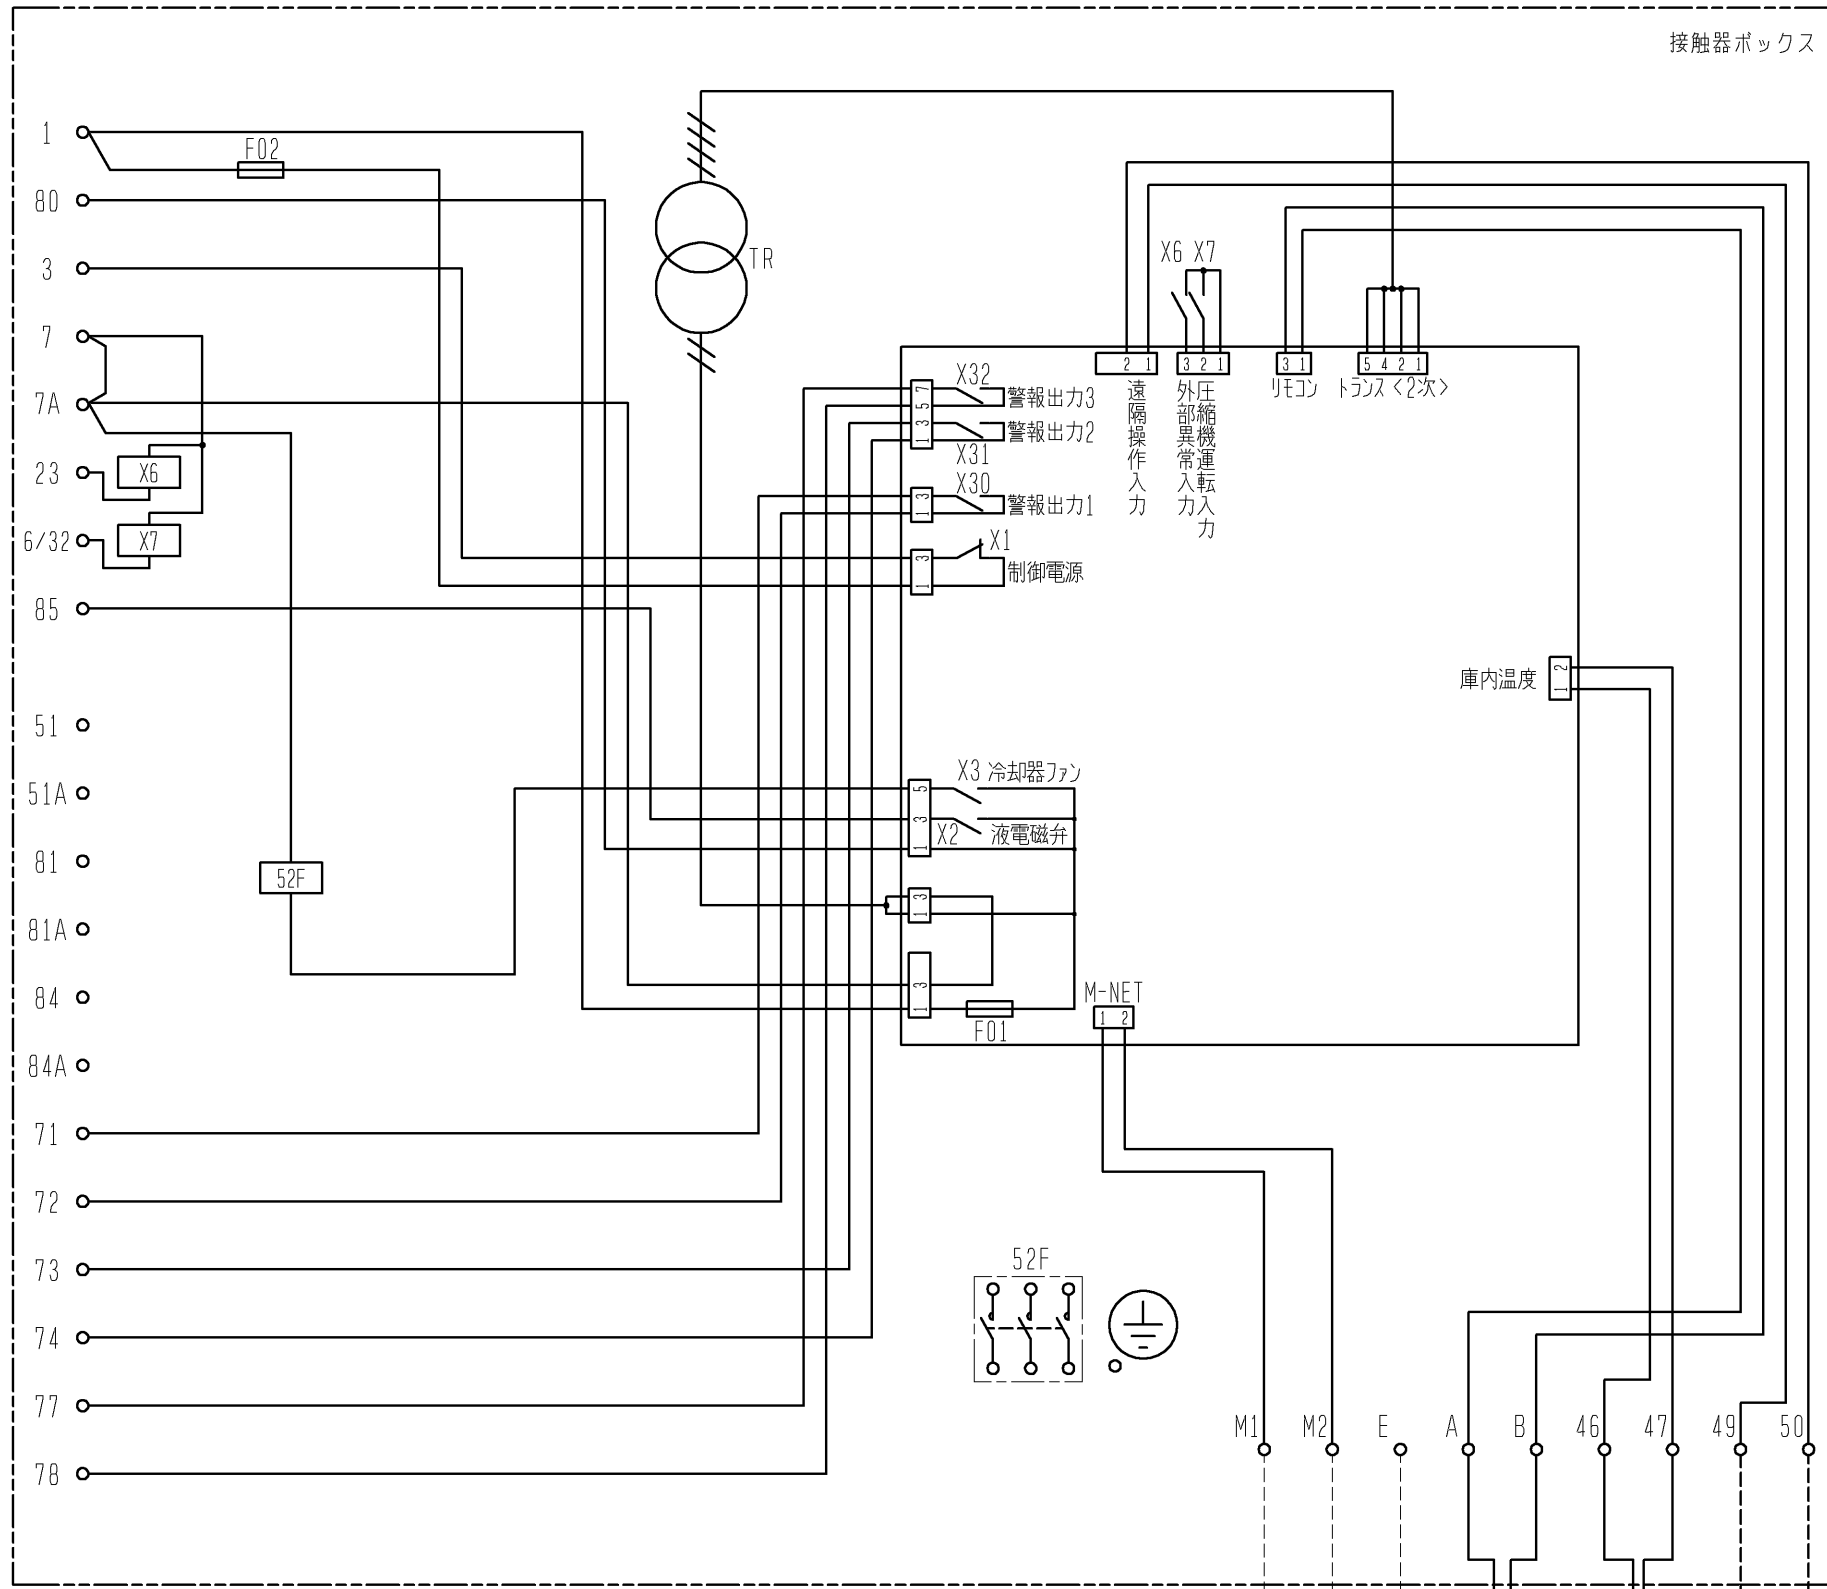 接触器ボックス
1
F02
80
3
TR
X6 X7
7
7A
23
X6
6/32
X7
85
51
51A
81
52F
81A
84
84A
71
72
73
74
77
78
2 1
遠隔操作入力
3 2 1
圧縮機運転入力
外部異常入力
3 1
リモコン
5 4 2 1
トランス<2次>
7
5
3
1
X32
警報出力3
警報出力2
X31
X30
3
1
警報出力1
X1
3
1
制御電源
庫内温度
2
1
X3 冷却器ファン
5
3
1
X2 液電磁弁
3
1
3
1
F01
M-NET
1 2
52F
M1 M2 E A B 46 47 49 50